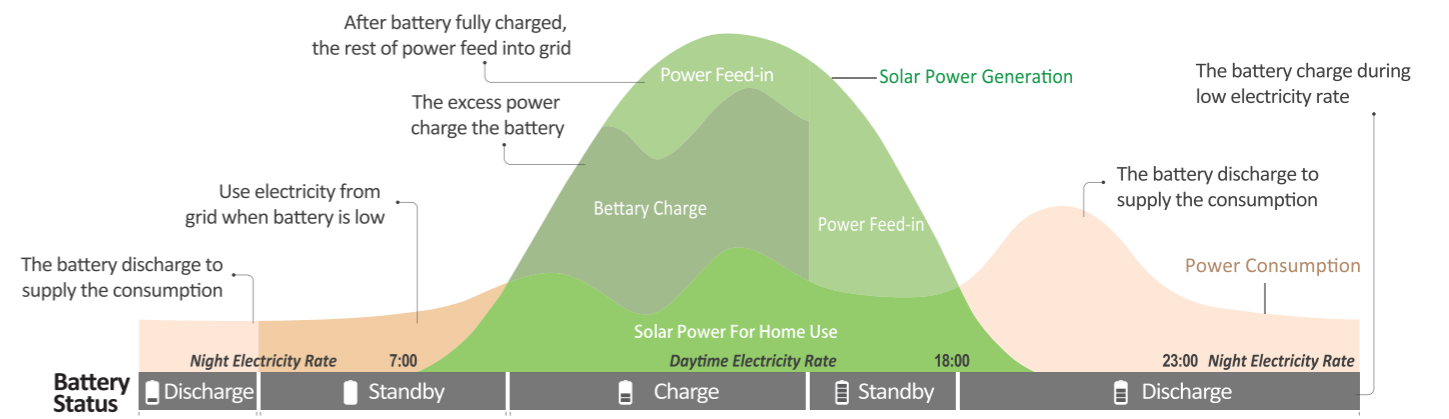 After battery fully charged,
the rest of power feed into grid
Power Feed-in
Solar Power Generation
The battery charge during
low electricity rate
The excess power
charge the battery
Use electricity from
grid when battery is low
Bettary Charge
Power Feed-in
The battery discharge to
supply the consumption
The battery discharge to
supply the consumption
Power Consumption
Solar Power For Home Use
Night Electricity Rate 7:00 Daytime Electricity Rate 18:00 23:00 Night Electricity Rate
Battery
Status
Discharge Standby Charge Standby Discharge